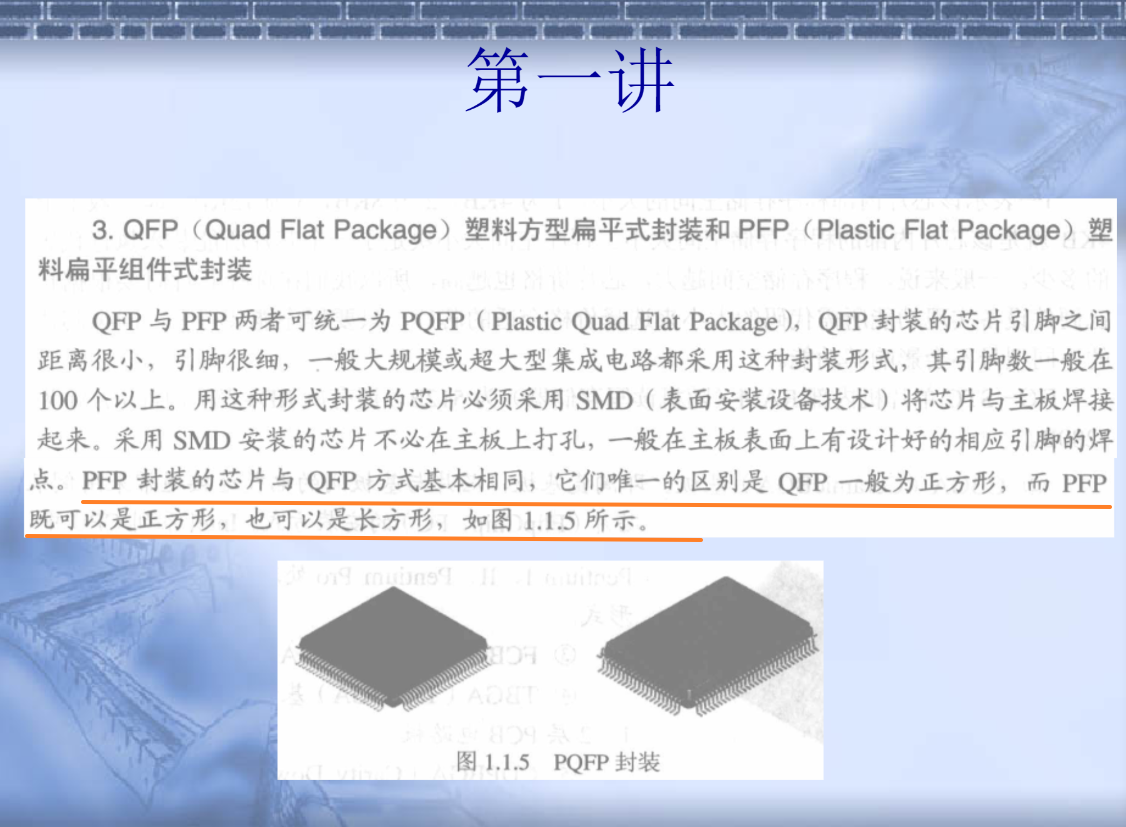 第一讲
3. QFP（Quad Flat Package）塑料方型扁平式封装和 PFP（Plastic Flat Package）塑
料扁平组件式封装
QFP 与 PFP 两者可统一为 PQFP（Plastic Quad Flat Package），QFP 封装的芯片引脚之间
距离很小，引脚很细，一般大规模或超大型集成电路都采用这种封装形式，其引脚数一般在
100 个以上。用这种形式封装的芯片必须采用 SMD（表面安装设备技术）将芯片与主板焊接
起来。采用 SMD 安装的芯片不必在主板上打孔，一般在主板表面上有设计好的相应引脚的焊
点。PFP 封装的芯片与 QFP 方式基本相同，它们唯一的区别是 QFP 一般为正方形，而 PFP
既可以是正方形，也可以是长方形，如图 1.1.5 所示。
图 1.1.5 PQFP 封装